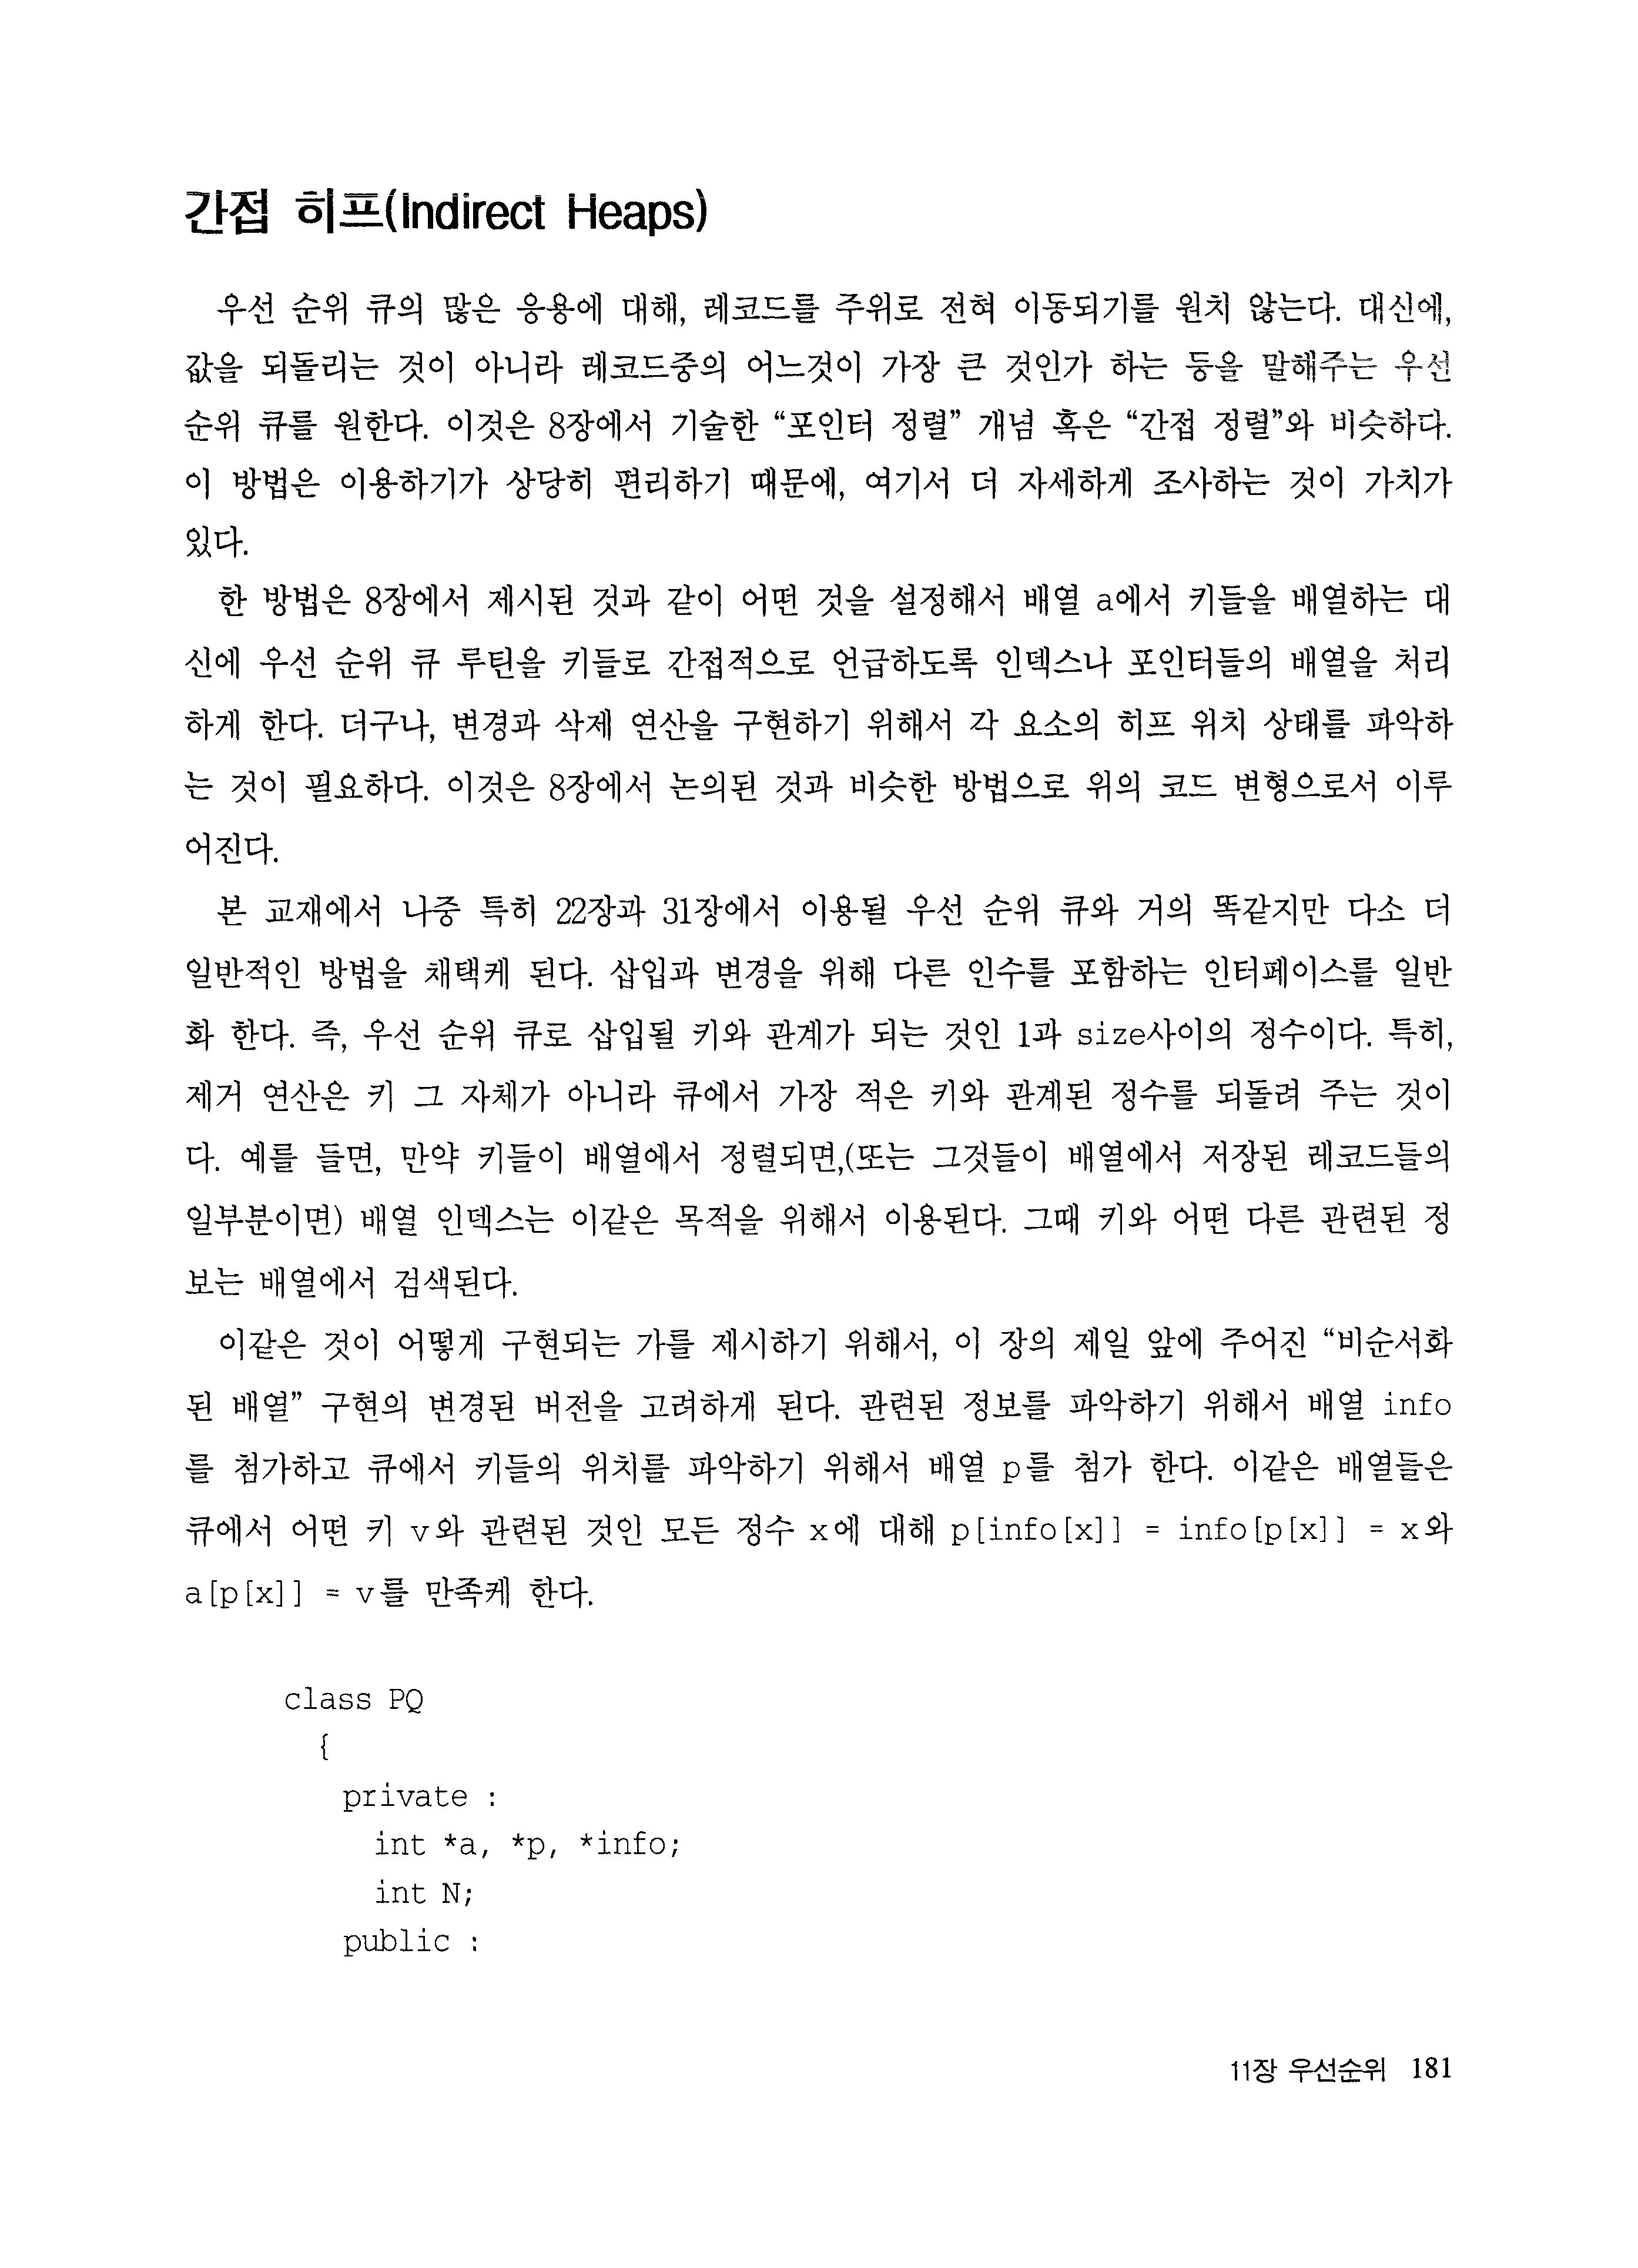 간접 히프(Indirect Heaps)
우선 순위 큐의 많은 응용에 대해, 레코드를 주위로 전혀 이동되기를 원치 않는다. 대신에,
값을 되돌리는 것이 아니라 레코드중의 어느것이 가장 큰 것인가 하는 등을 말해주는 우선
순위 큐를 원한다. 이것은 8장에서 기술한 “포인터 정렬” 개념 혹은 “간접 정렬”와 비슷하다.
이 방법은 이용하기가 상당히 편리하기 때문에, 여기서 더 자세하게 조사하는 것이 가치가
있다.
한 방법은 8장에서 제시된 것과 같이 어떤 것을 설정해서 배열 a에서 키들을 배열하는 대
신에 우선 순위 큐 루틴을 키들로 간접적으로 언급하도록 인덱스나 포인터들의 배열을 처리
하게 한다. 더구나, 변경과 삭제 연산을 구현하기 위해서 각 요소의 히프 위치 상태를 파악하
는 것이 필요하다. 이것은 8장에서 논의된 것과 비슷한 방법으로 위의 코드 변형으로서 이루
어진다.
본 교재에서 나중 특히 22장과 31장에서 이용될 우선 순위 큐와 거의 똑같지만 다소 더
일반적인 방법을 채택케 된다. 삽입과 변경을 위해 다른 인수를 포함하는 인터페이스를 일반
화 한다. 즉, 우선 순위 큐로 삽입될 키와 관계가 되는 것인 1과 size사이의 정수이다. 특히,
제거 연산은 키 그 자체가 아니라 큐에서 가장 적은 키와 관계된 정수를 되돌려 주는 것이
다. 예를 들면, 만약 키들이 배열에서 정렬되면,(또는 그것들이 배열에서 저장된 레코드들의
일부분이면) 배열 인덱스는 이같은 목적을 위해서 이용된다. 그때 키와 어떤 다른 관련된 정
보는 배열에서 검색된다.
이같은 것이 어떻게 구현되는 가를 제시하기 위해서, 이 장의 제일 앞에 주어진 “비순서화
된 배열” 구현의 변경된 버전을 고려하게 된다. 관련된 정보를 파악하기 위해서 배열 info
를 첨가하고 큐에서 키들의 위치를 파악하기 위해서 배열 p를 첨가 한다. 이같은 배열들은
큐에서 어떤 키 v와 관련된 것인 모든 정수 x에 대해 p[info[x]] = info[p[x]] = x와
a[p[x]] = v를 만족케 한다.
class PQ
{
private :
int *a, *p, *info;
int N;
public :
11장 우선순위 181